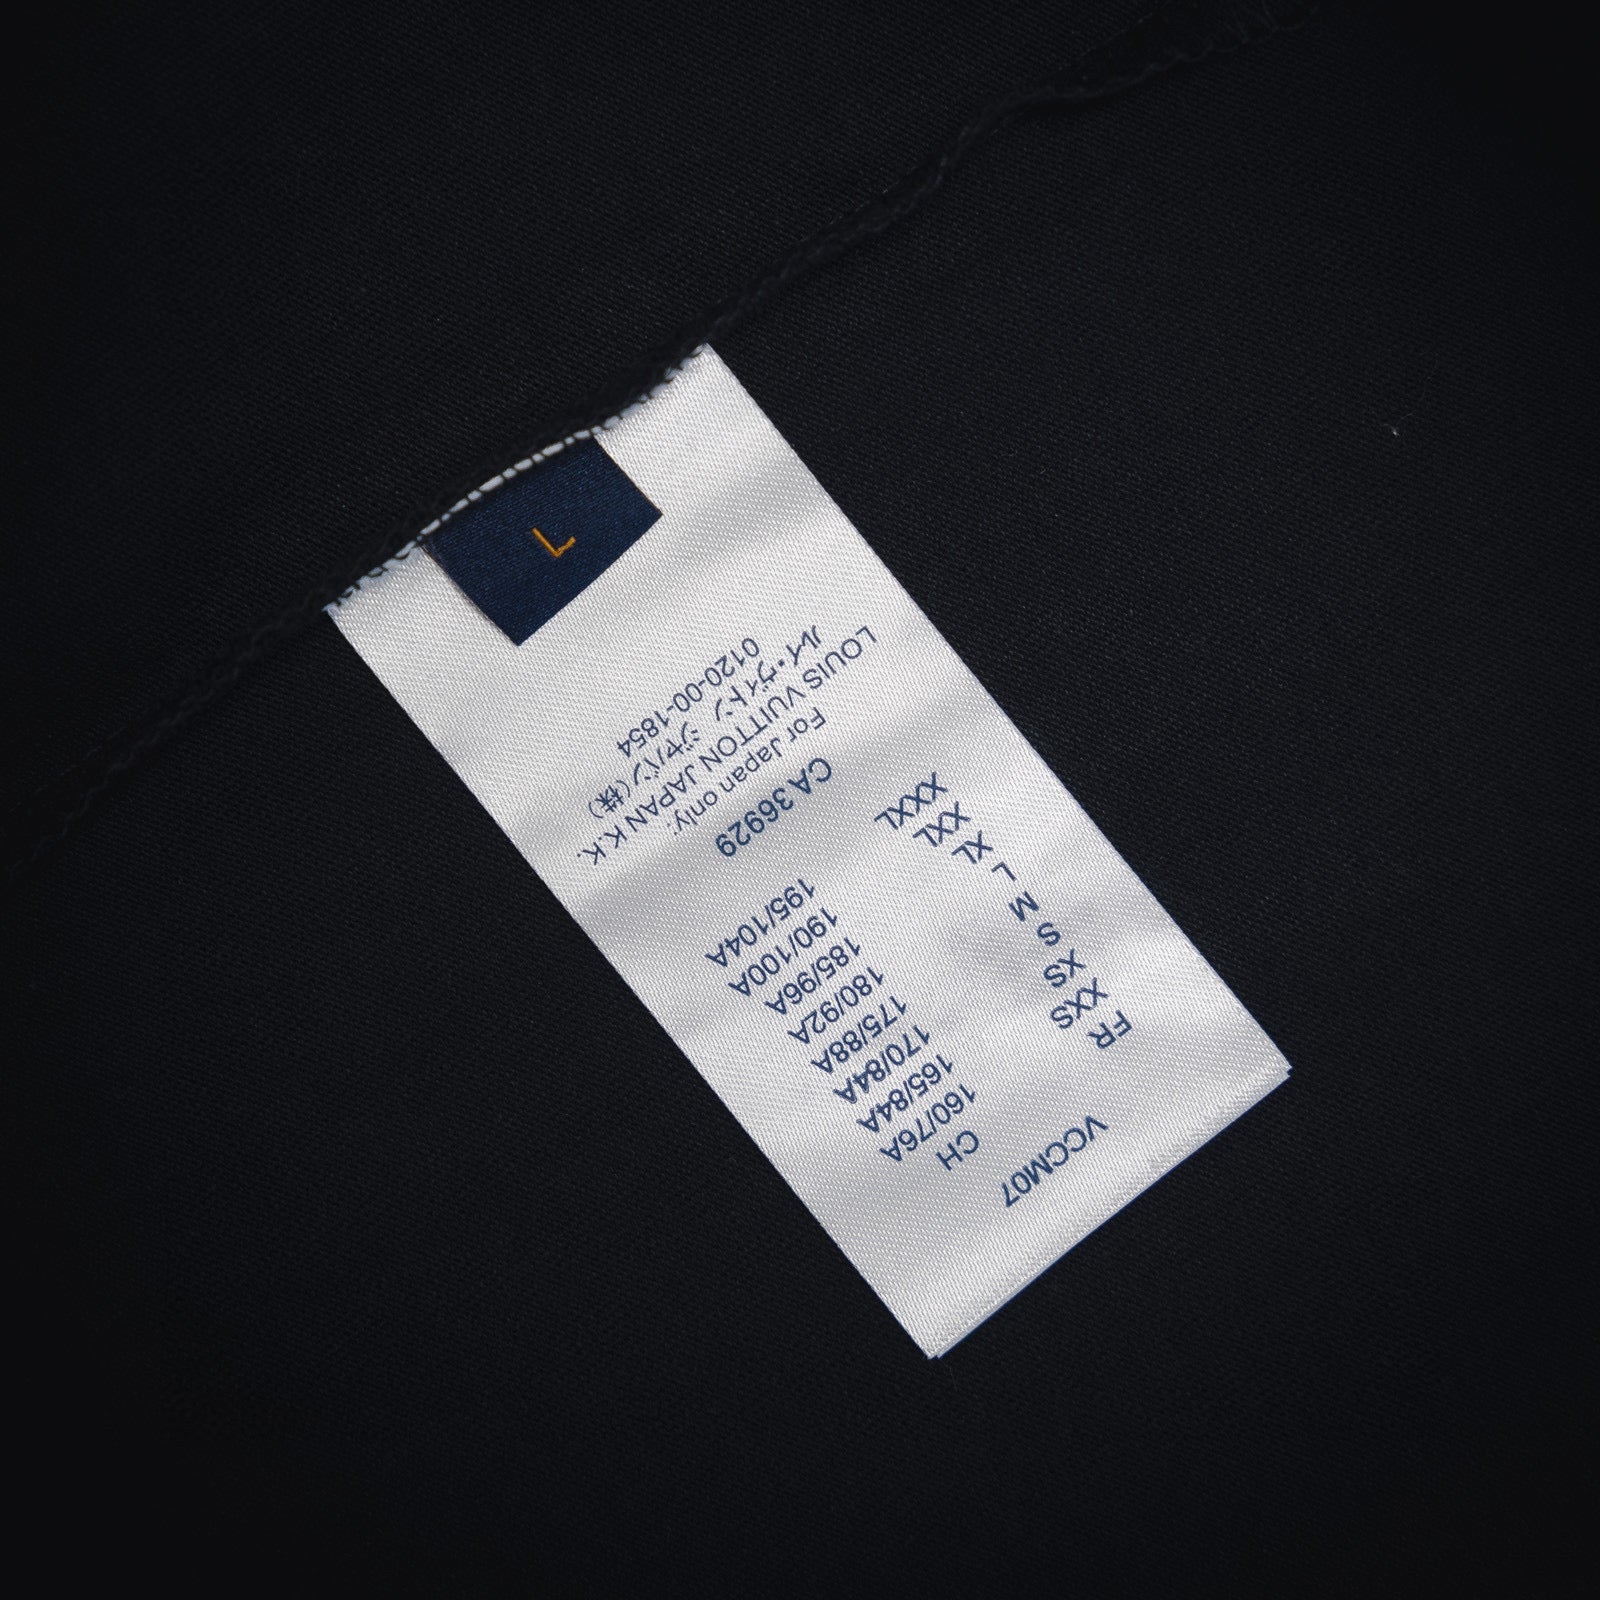 L
VCCM07
FR CH
XXS 160/76A
XS 165/84A
S 170/84A
M 175/88A
L 180/92A
XL 185/96A
XXL 190/100A
XXXL 195/104A
CA 36929
For Japan only:
LOUIS VUITTON JAPAN K.K.
ルイ・ヴィトン ジャパン(株)
0120-00-1854